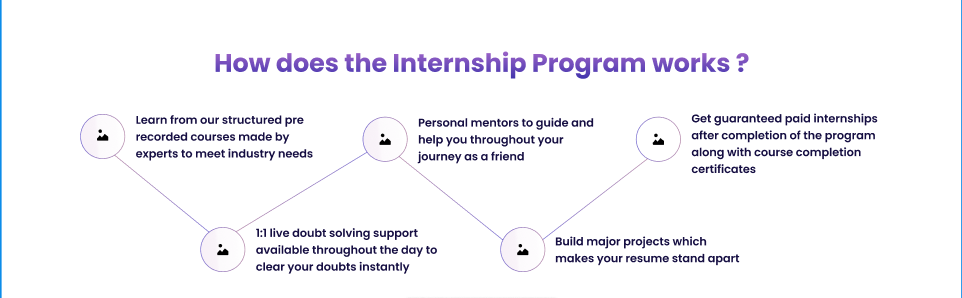 How does the Internship Program works ?
Learn from our structured pre
recorded courses made by
experts to meet industry needs
1:1 live doubt solving support
available throughout the day to
clear your doubts instantly
Personal mentors to guide and
help you throughout your
journey as a friend
Build major projects which
makes your resume stand apart
Get guaranteed paid internships
after completion of the program
along with course completion
certificates